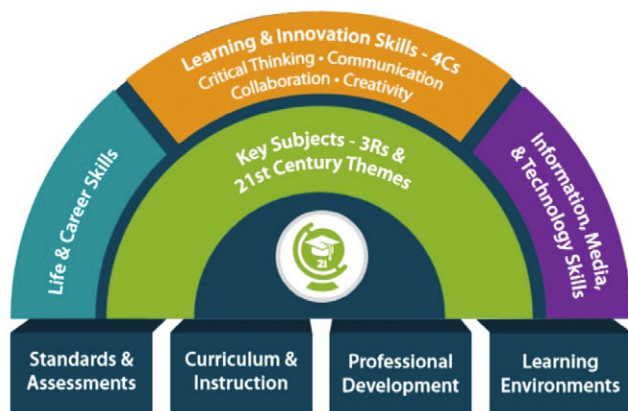 Learning & Innovation Skills - 4Cs
Critical Thinking • Communication
Collaboration • Creativity
Life & Career Skills
Key Subjects - 3Rs &
21st Century Themes
Information, Media,
& Technology Skills
Standards &
Assessments
Curriculum &
Instruction
Professional
Development
Learning
Environments